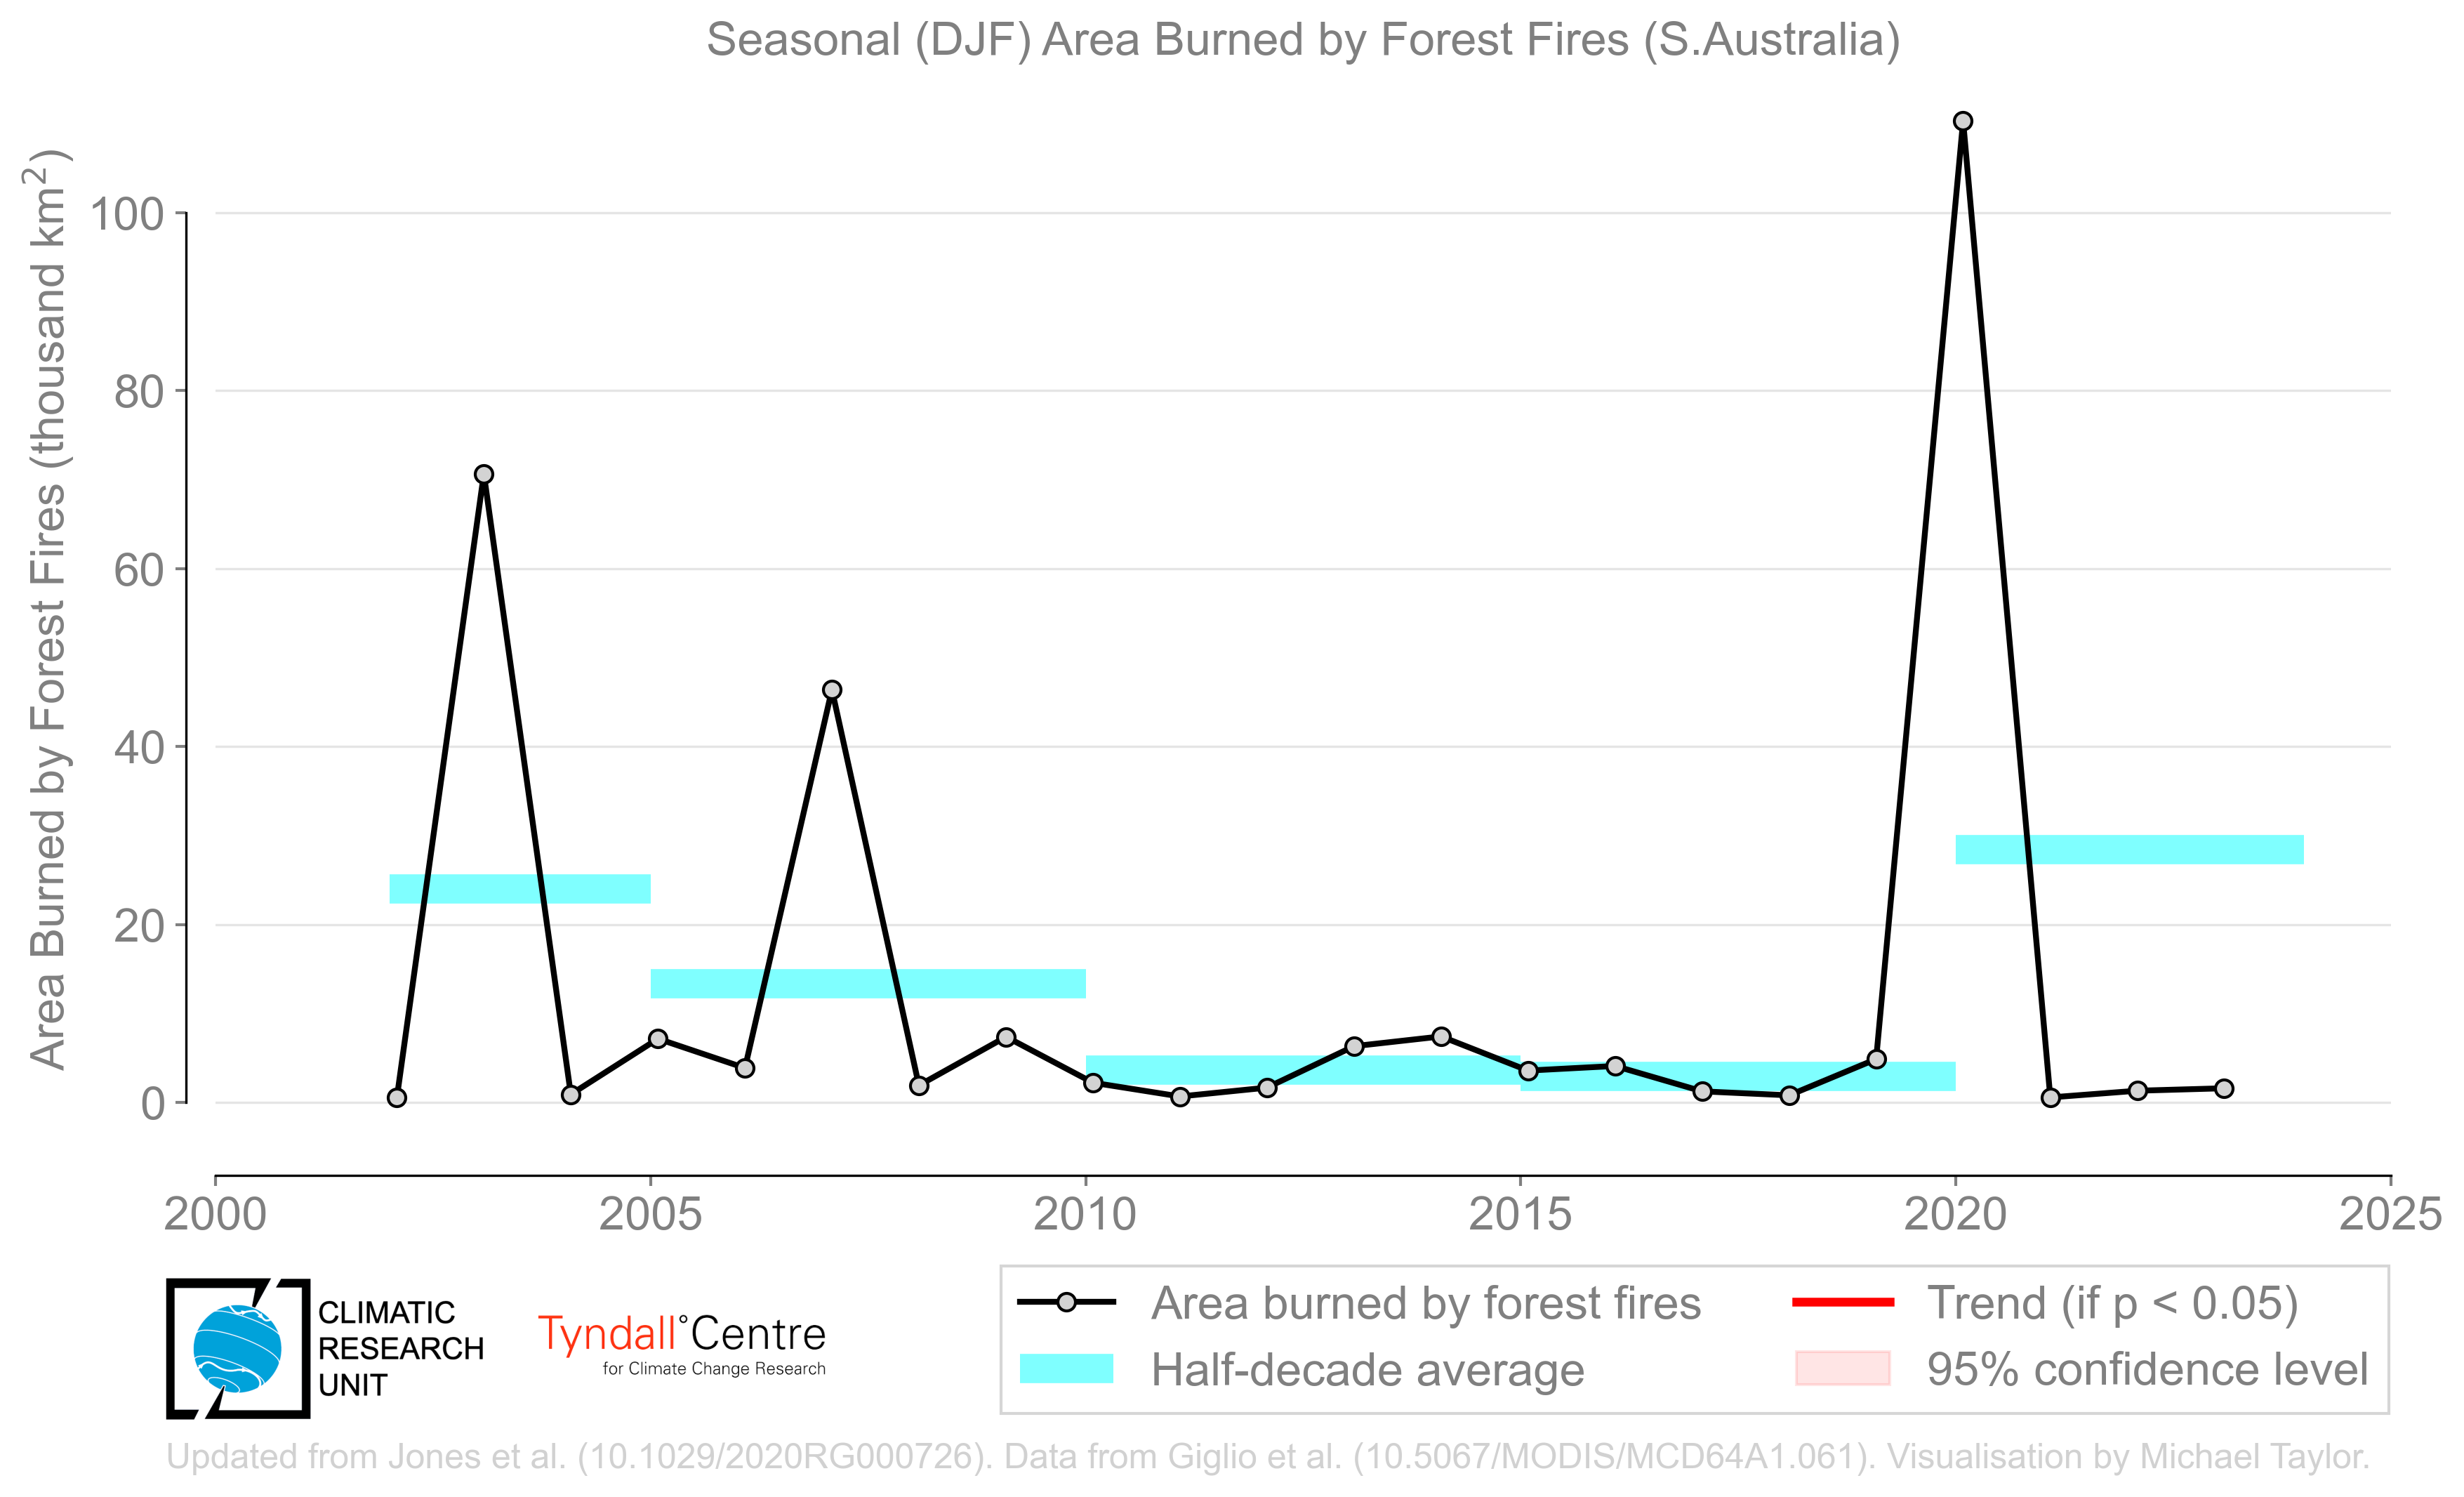 Seasonal (DJF) Area Burned by Forest Fires (S.Australia)
Area Burned by Forest Fires (thousand km²)
100
80
60
40
20
0
2000
2005
2010
2015
2020
2025
CLIMATIC
RESEARCH
UNIT
Tyndall°Centre
for Climate Change Research
Area burned by forest fires
Half-decade average
Trend (if p < 0.05)
95% confidence level
Updated from Jones et al. (10.1029/2020RG000726). Data from Giglio et al. (10.5067/MODIS/MCD64A1.061). Visualisation by Michael Taylor.